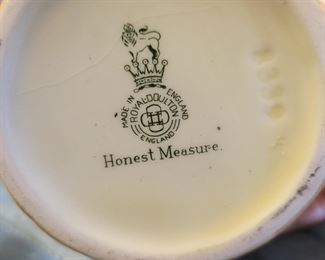 MADE IN ENGLAND
ROYAL DOULTON
ENGLAND
Honest Measure.